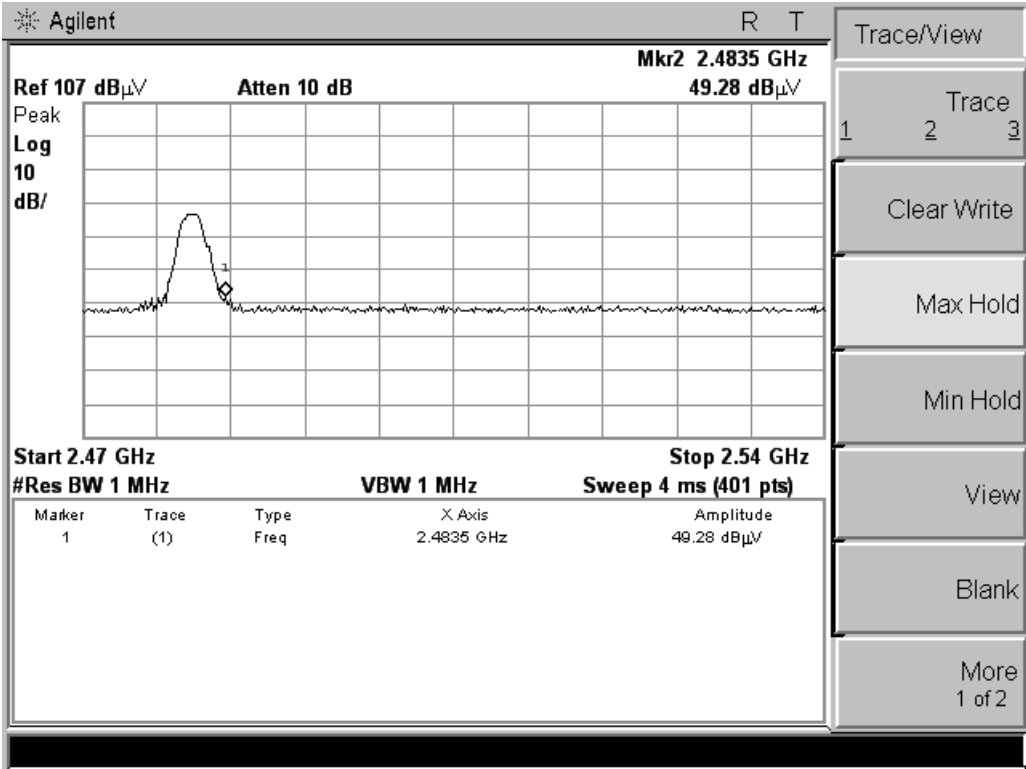 Agilent
R T
Mkr2 2.4835 GHz
Ref 107 dBµV Atten 10 dB 49.28 dBµV
Peak
Log
10
dB/
1
Start 2.47 GHz Stop 2.54 GHz
#Res BW 1 MHz VBW 1 MHz Sweep 4 ms (401 pts)
Marker Trace Type X Axis Amplitude
1 (1) Freq 2.4835 GHz 49.28 dBµV
Trace/View
Trace
1 2 3
Clear Write
Max Hold
Min Hold
View
Blank
More
1 of 2